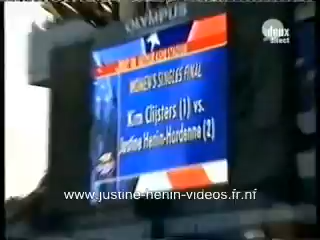 OLYMPUS
deux
direct
WOMEN'S SINGLES FINAL
Kim Clijsters (1) vs.
Justine Henin-Hardenne (2)
www.justine-henin-videos.fr.nf